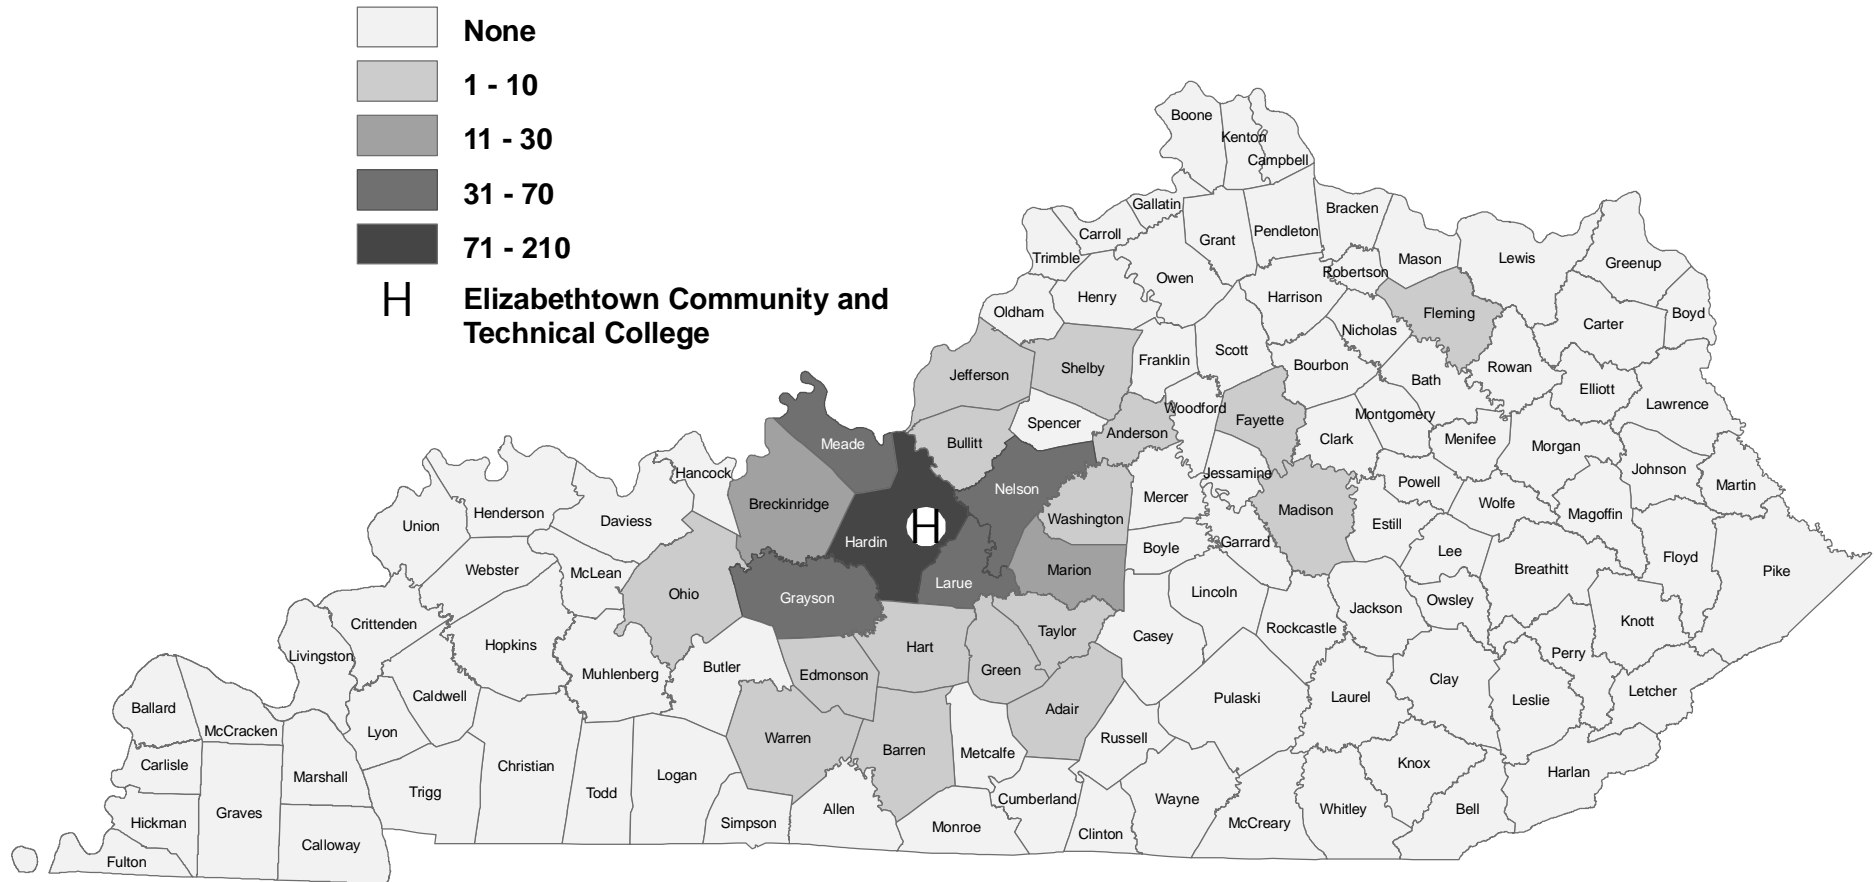 None
1 - 10
11 - 30
31 - 70
71 - 210
H
Elizabethtown Community and
Technical College
Boone
Kenton
Campbell
Gallatin
Bracken
Carroll
Pendleton
Grant
Trimble
Mason
Lewis
Greenup
Robertson
Owen
Henry
Harrison
Oldham
Fleming
Boyd
Carter
Nicholas
Scott
Franklin
Bourbon
Shelby
Rowan
Jefferson
Bath
Elliott
Lawrence
Woodford
Montgomery
Fayette
Spencer
Anderson
Clark
Menifee
Bullitt
Meade
Morgan
Johnson
Hancock
Jessamine
Powell
Martin
Nelson
Mercer
Wolfe
Breckinridge
Madison
Henderson
Magoffin
Washington
Daviess
Estill
Union
H
Hardin
Garrard
Boyle
Lee
Floyd
Webster
McLean
Marion
Breathitt
Pike
Larue
Lincoln
Ohio
Grayson
Owsley
Jackson
Knott
Crittenden
Rockcastle
Taylor
Casey
Hopkins
Hart
Perry
Livingston
Butler
Green
Muhlenberg
Edmonson
Clay
Letcher
Caldwell
Pulaski
Laurel
Leslie
Ballard
Adair
McCracken
Lyon
Warren
Russell
Barren
Metcalfe
Carlisle
Christian
Knox
Harlan
Marshall
Logan
Trigg
Todd
Cumberland
Wayne
Allen
Whitley
Bell
Graves
Hickman
Simpson
McCreary
Monroe
Clinton
Calloway
Fulton